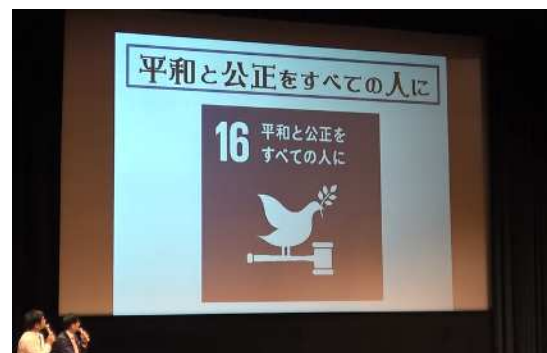 平和と公正をすべての人に
16 平和と公正を
すべての人に